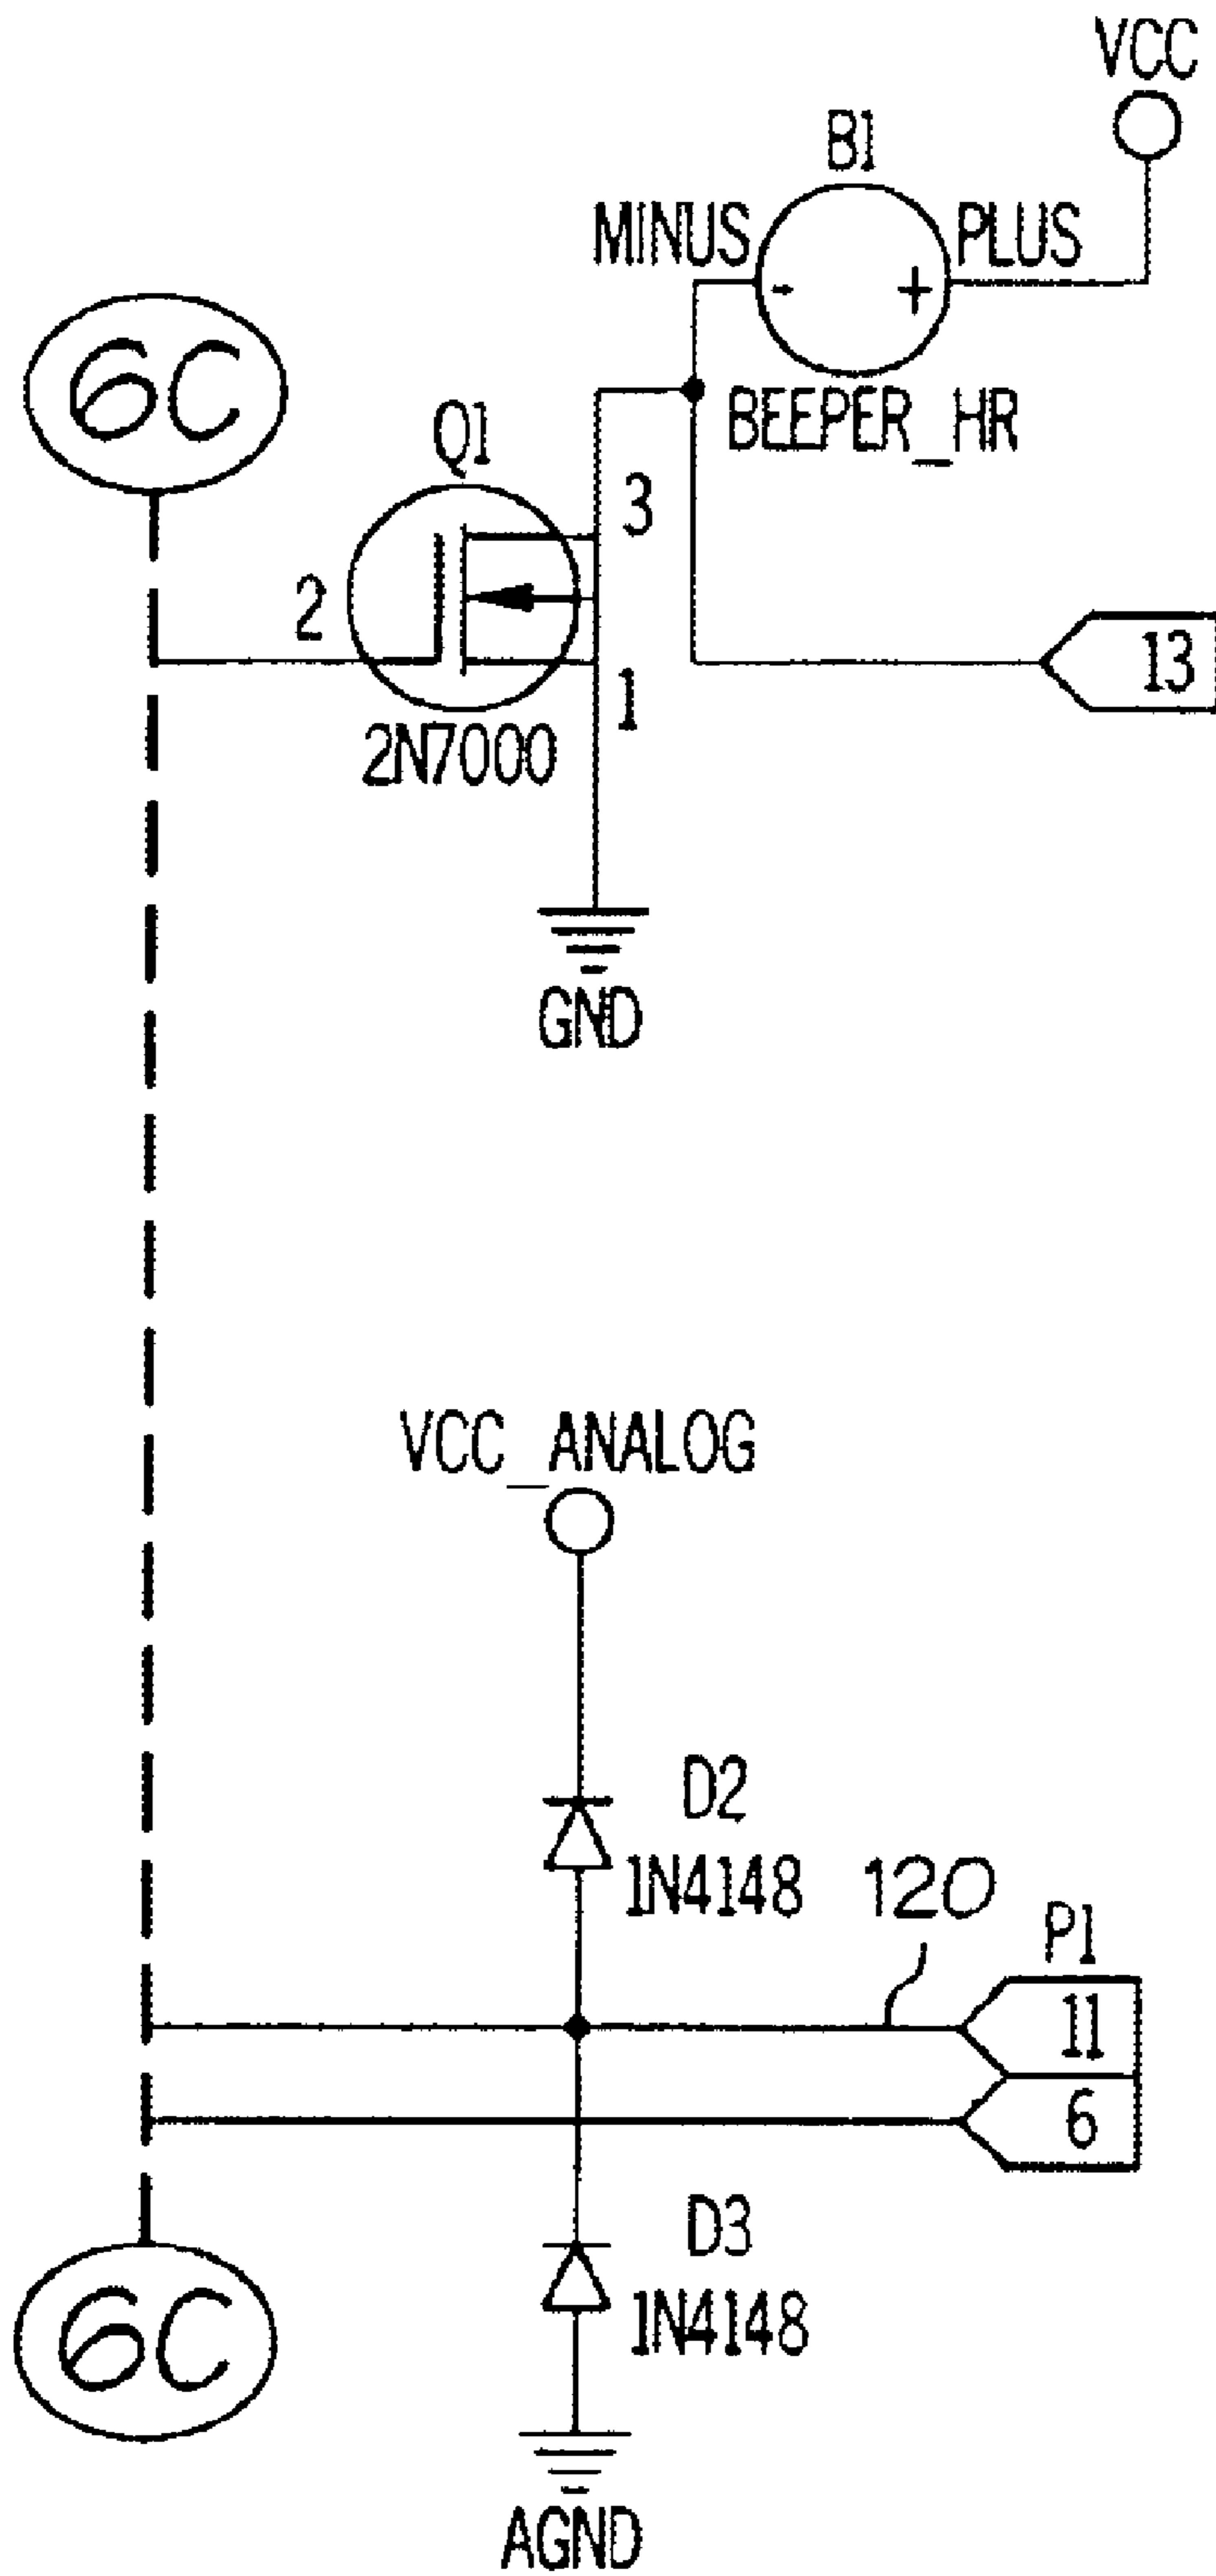 VCC
B1
MINUS
PLUS
- +
6C
Q1
BEEPER_HR
3
2
13
1
2N7000
GND
VCC_ANALOG
D2
1N4148
120
P1
11
6
D3
1N4148
6C
AGND